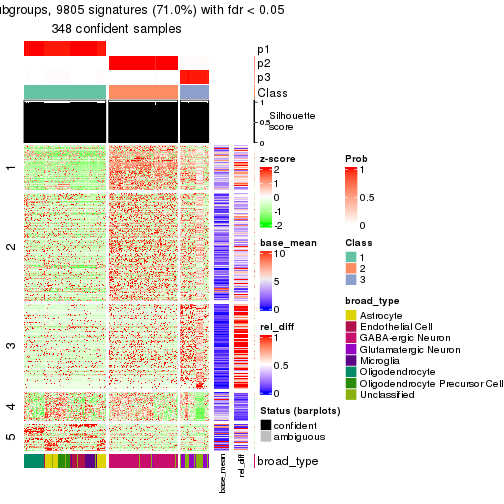 ubgroups, 9805 signatures (71.0%) with fdr < 0.05
348 confident samples
p1
p2
p3
Class
1
0.5
0
Silhouette
score
1
2
3
4
5
base_mean
rel_diff
broad_type
z-score
2
1
0
-1
-2
base_mean
10
5
0
rel_diff
1
0.5
0
Status (barplots)
confident
ambiguous
Prob
1
0.5
0
Class
1
2
3
broad_type
Astrocyte
Endothelial Cell
GABA-ergic Neuron
Glutamatergic Neuron
Microglia
Oligodendrocyte
Oligodendrocyte Precursor Cell
Unclassified